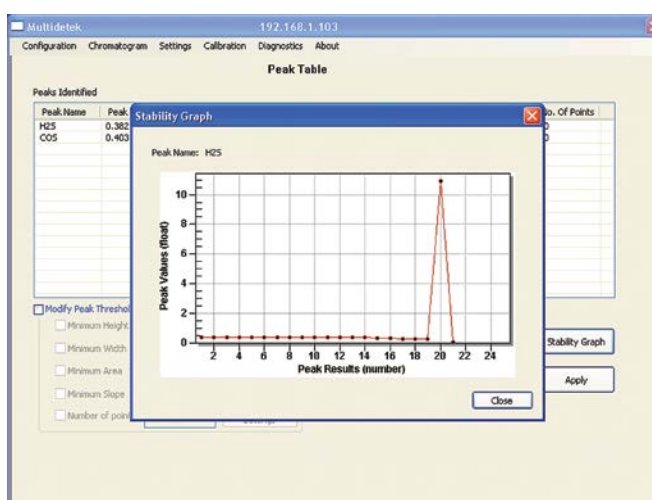 Multidetek 192.168.1.103
Configuration Chromatogram Settings Calibration Diagnostics About
Peak Table
Peaks Identified
Peak Name Peak No. Of Points
H2S 0.382
COS 0.403
Stability Graph
Peak Name: H2S
Peak Values (float)
10
8
6
4
2
0
2 4 6 8 10 12 14 16 18 20 22 24
Peak Results (number)
Close
Modify Peak Threshol
Minimum Height
Minimum Width
Minimum Area
Minimum Slope
Number of poin
Stability Graph
Apply